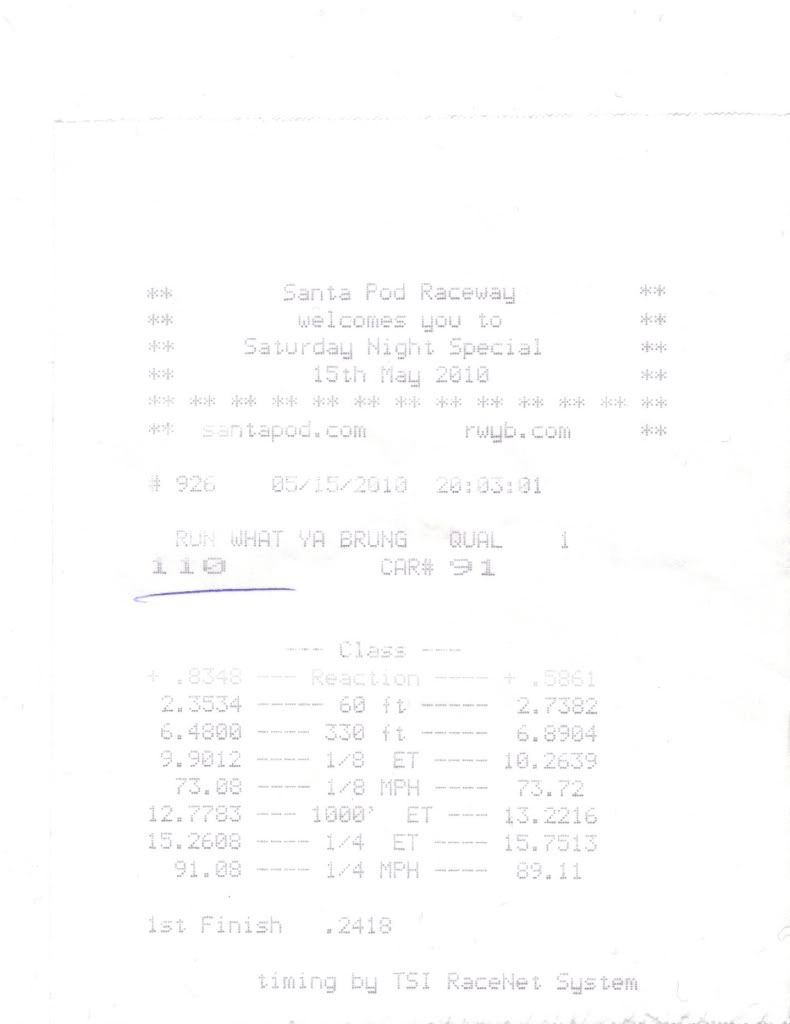 ** Santa Pod Raceway **
** welcomes you to **
** Saturday Night Special **
** 15th May 2010 **
** ** ** ** ** ** ** ** ** ** ** ** **
** santapod.com rwyb.com **
# 926 05/15/2010 20:03:01
RUN WHAT YA BRUNG QUAL 1
110 CAR# 91
--- Class ---
+ .8348 --- Reaction ---- + .5861
2.3534 ----- 60 ft ----- 2.7382
6.4800 ---- 330 ft ----- 6.8904
9.9012 ---- 1/8 ET ---- 10.2639
73.08 ---- 1/8 MPH ---- 73.72
12.7783 --- 1000' ET ---- 13.2216
15.2608 ---- 1/4 ET ---- 15.7513
91.08 ---- 1/4 MPH ---- 89.11
1st Finish .2418
timing by TSI RaceNet System